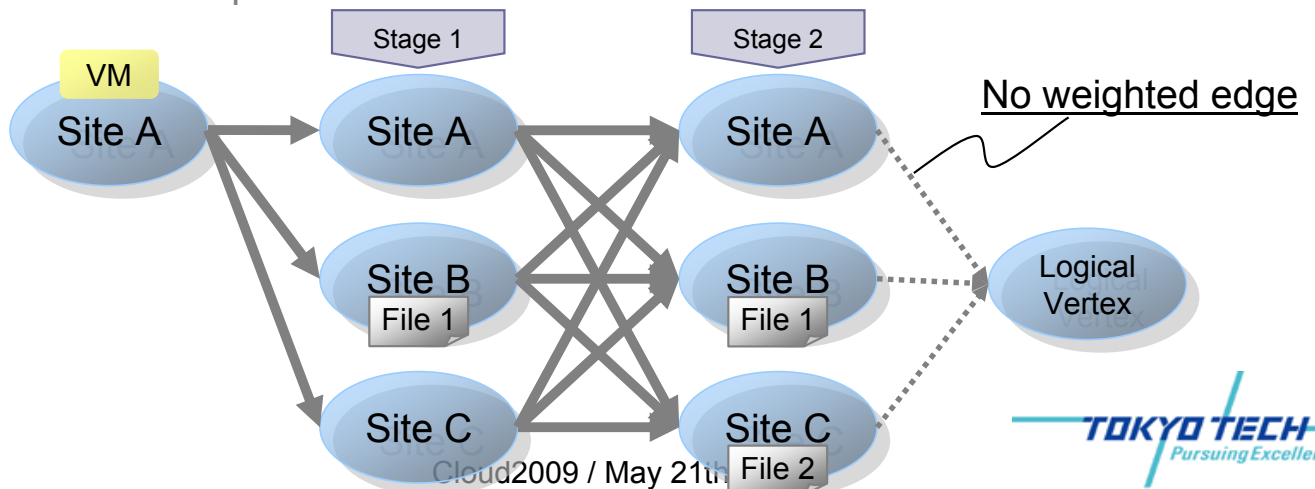 Stage 1
Stage 2
VM
No weighted edge
Site A
Site A
Site A
Site B
File 1
Site B
File 1
Logical
Vertex
Site C
Site C
File 2
Cloud2009 / May 21th
TOKYO TECH
Pursuing